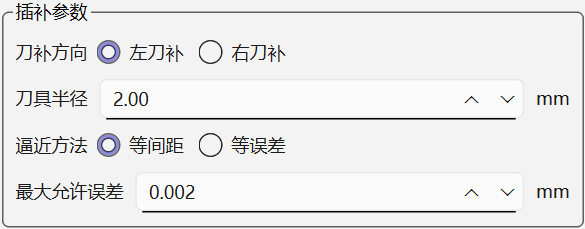 插补参数
刀补方向 左刀补 右刀补
刀具半径 2.00 mm
逼近方法 等间距 等误差
最大允许误差 0.002 mm